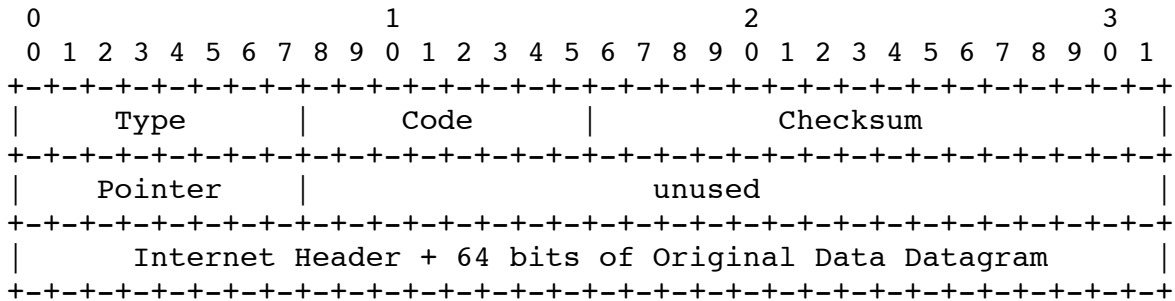 0                   1                   2                   3
0 1 2 3 4 5 6 7 8 9 0 1 2 3 4 5 6 7 8 9 0 1 2 3 4 5 6 7 8 9 0 1
+-+-+-+-+-+-+-+-+-+-+-+-+-+-+-+-+-+-+-+-+-+-+-+-+-+-+-+-+-+-+-+-+
|     Type      |     Code      |          Checksum             |
+-+-+-+-+-+-+-+-+-+-+-+-+-+-+-+-+-+-+-+-+-+-+-+-+-+-+-+-+-+-+-+-+
|    Pointer    |                   unused                      |
+-+-+-+-+-+-+-+-+-+-+-+-+-+-+-+-+-+-+-+-+-+-+-+-+-+-+-+-+-+-+-+-+
|      Internet Header + 64 bits of Original Data Datagram      |
+-+-+-+-+-+-+-+-+-+-+-+-+-+-+-+-+-+-+-+-+-+-+-+-+-+-+-+-+-+-+-+-+